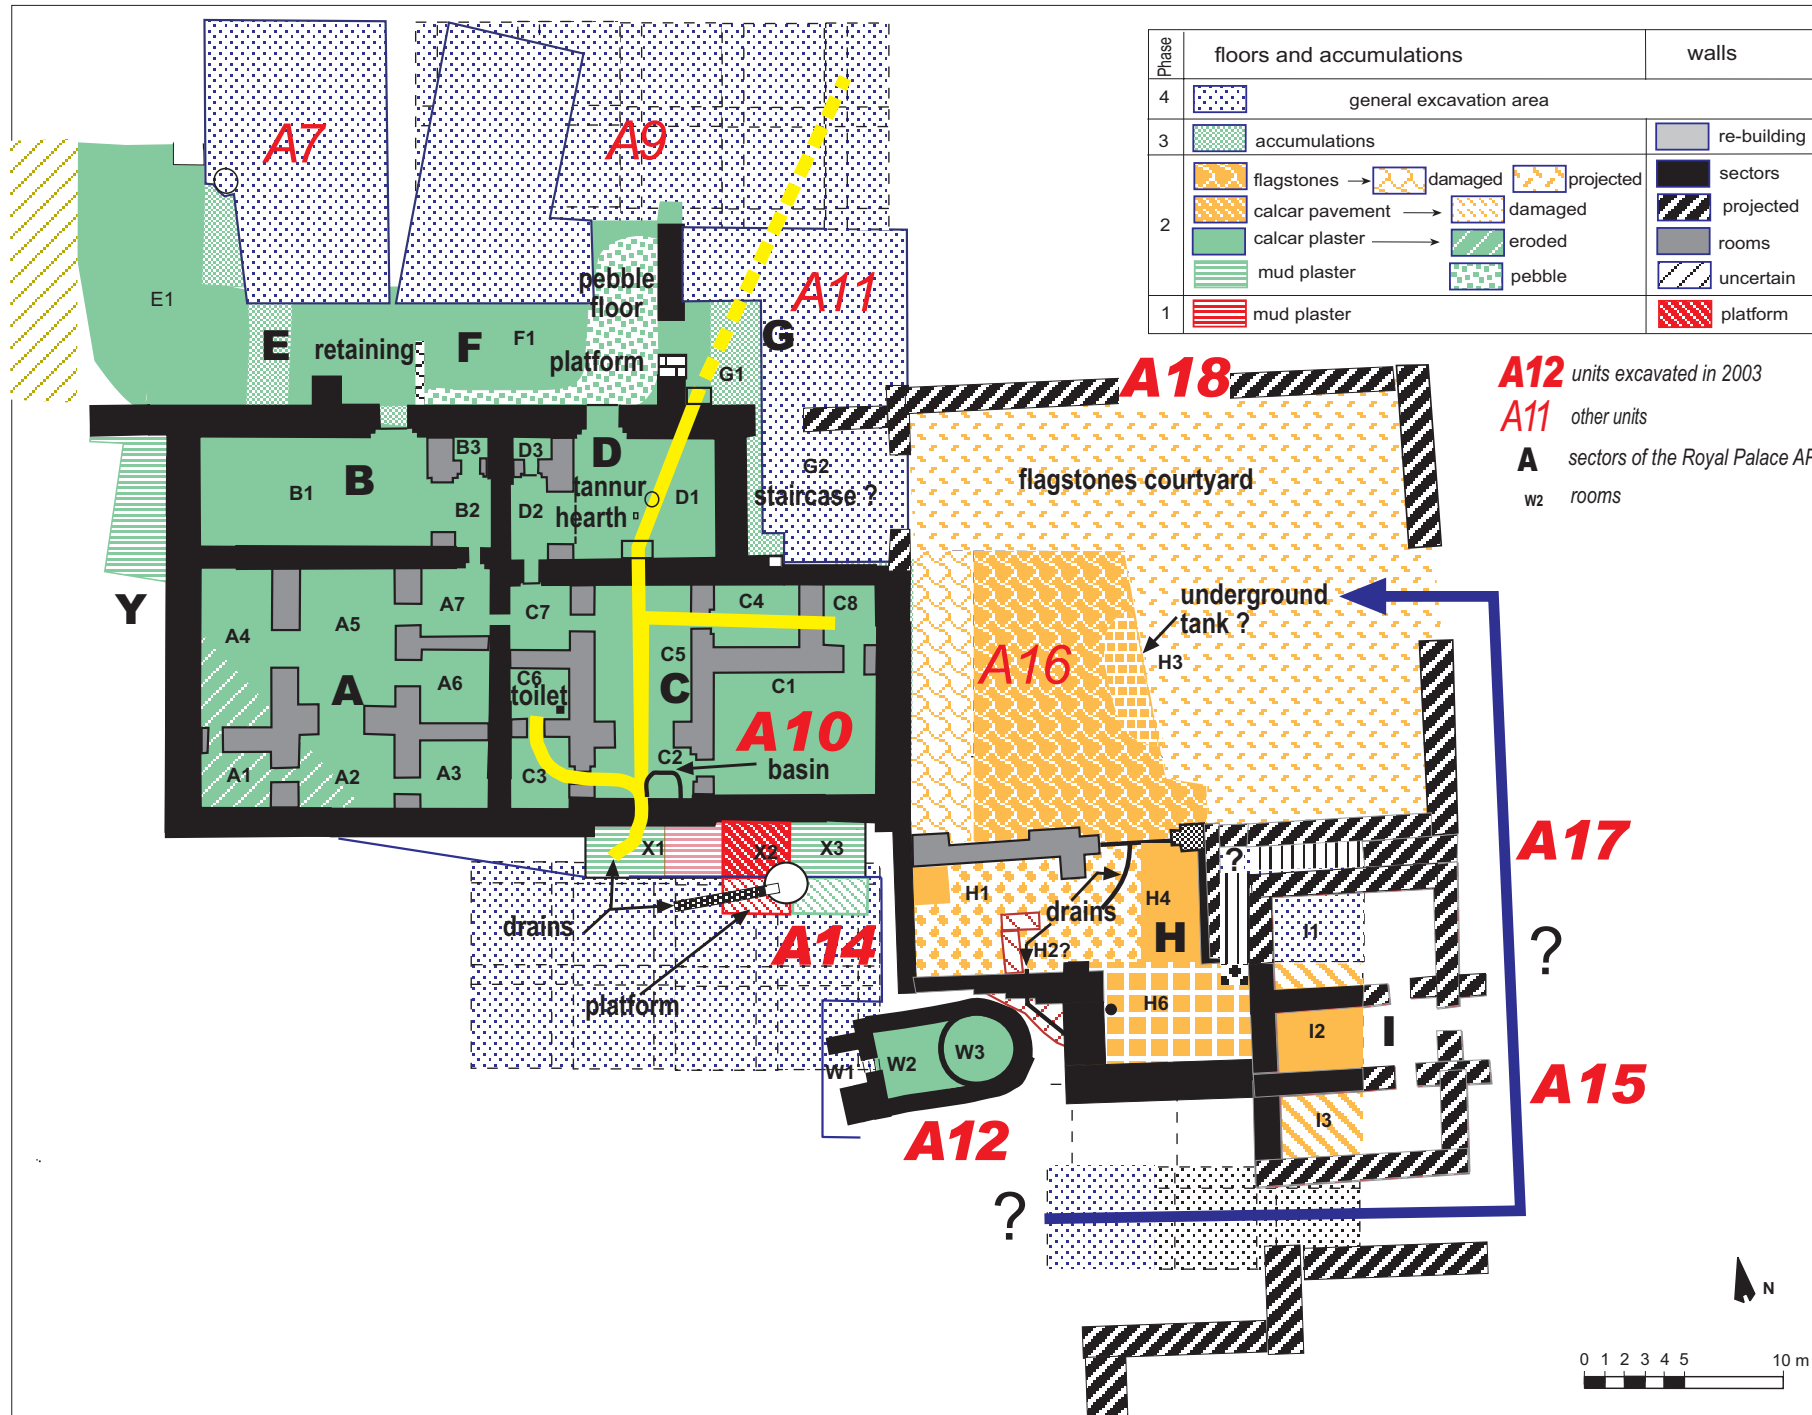 Phase
floors and accumulations
walls
4
general excavation area
3
accumulations
re-building
2
flagstones
damaged
projected
sectors
calcar pavement
damaged
projected
calcar plaster
eroded
rooms
mud plaster
pebble
uncertain
1
mud plaster
platform
A12 units excavated in 2003
A11 other units
A sectors of the Royal Palace AP
W2 rooms
A7
A9
A11
E1
pebble
floor
E
retaining
F
F1
platform
G
G1
A18
B3
D3
D
G2
B1
B
tannur
staircase ?
flagstones courtyard
B2
D2
hearth
D1
Y
A4
A5
A7
C7
C4
C8
underground
tank ?
H3
A16
A
A6
C6
toilet
C5
C
C1
A10
A1
A2
A3
C3
C2
basin
X1
X2
X3
A17
?
drains
A14
platform
H1
drains
H4
H2?
H
I1
?
H6
I2
I
W1
W2
W3
A12
I3
A15
?
N
0 1 2 3 4 5 10 m